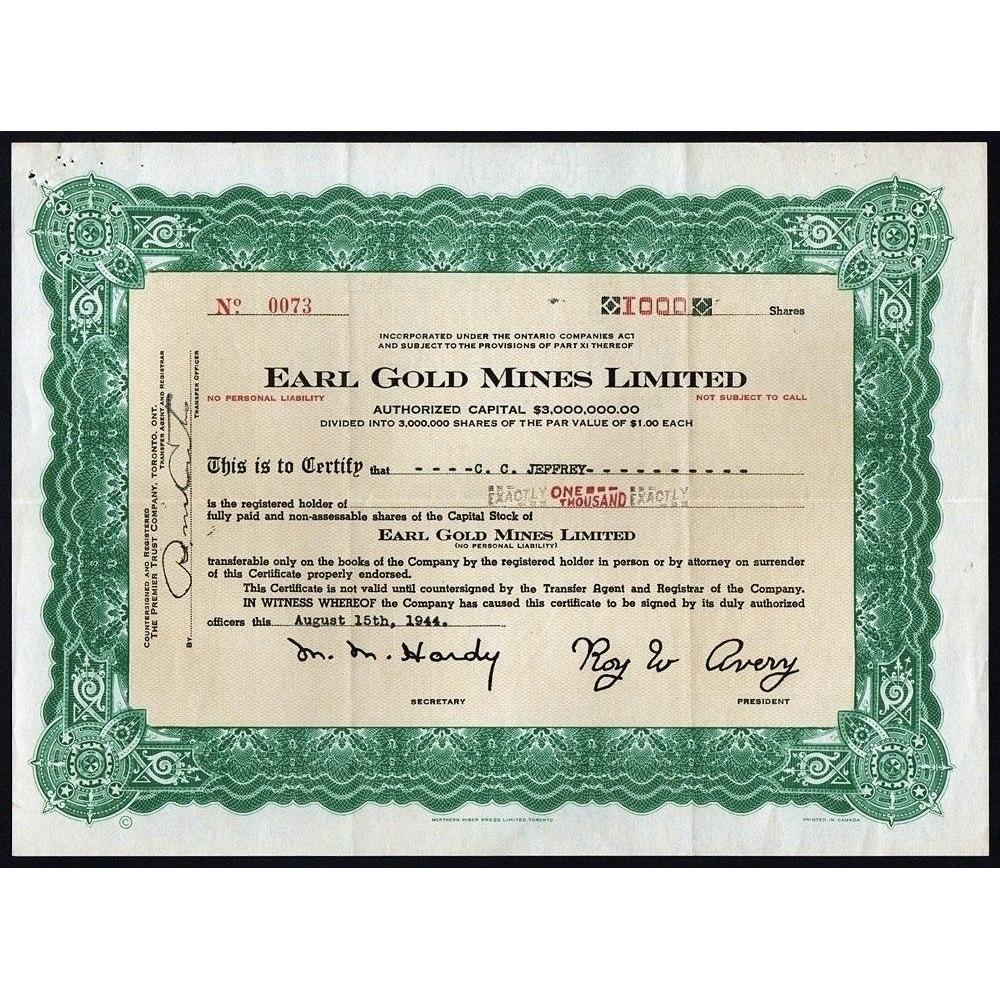 Nº 0073
1000 Shares
INCORPORATED UNDER THE ONTARIO COMPANIES ACT
AND SUBJECT TO THE PROVISIONS OF PART XI THEREOF
EARL GOLD MINES LIMITED
NO PERSONAL LIABILITY NOT SUBJECT TO CALL
AUTHORIZED CAPITAL $3,000,000.00
DIVIDED INTO 3,000,000 SHARES OF THE PAR VALUE OF $1.00 EACH
This is to Certify that ----C. C. JEFFREY-----------
EXACTLY ONE THOUSAND EXACTLY
is the registered holder of
fully paid and non-assessable shares of the Capital Stock of
EARL GOLD MINES LIMITED
(NO PERSONAL LIABILITY)
transferable only on the books of the Company by the registered holder in person or by attorney on surrender
of this Certificate properly endorsed.
This Certificate is not valid until countersigned by the Transfer Agent and Registrar of the Company.
IN WITNESS WHEREOF the Company has caused this certificate to be signed by its duly authorized
officers this August 15th, 1944.
M. M. Hardy Roy W Avery
SECRETARY PRESIDENT
COUNTERSIGNED AND REGISTERED
THE PREMIER TRUST COMPANY, TORONTO, ONT.
TRANSFER AGENT AND REGISTRAR
BY
TRANSFER OFFICER
©
NORTHERN MINER PRESS LIMITED, TORONTO
PRINTED IN CANADA